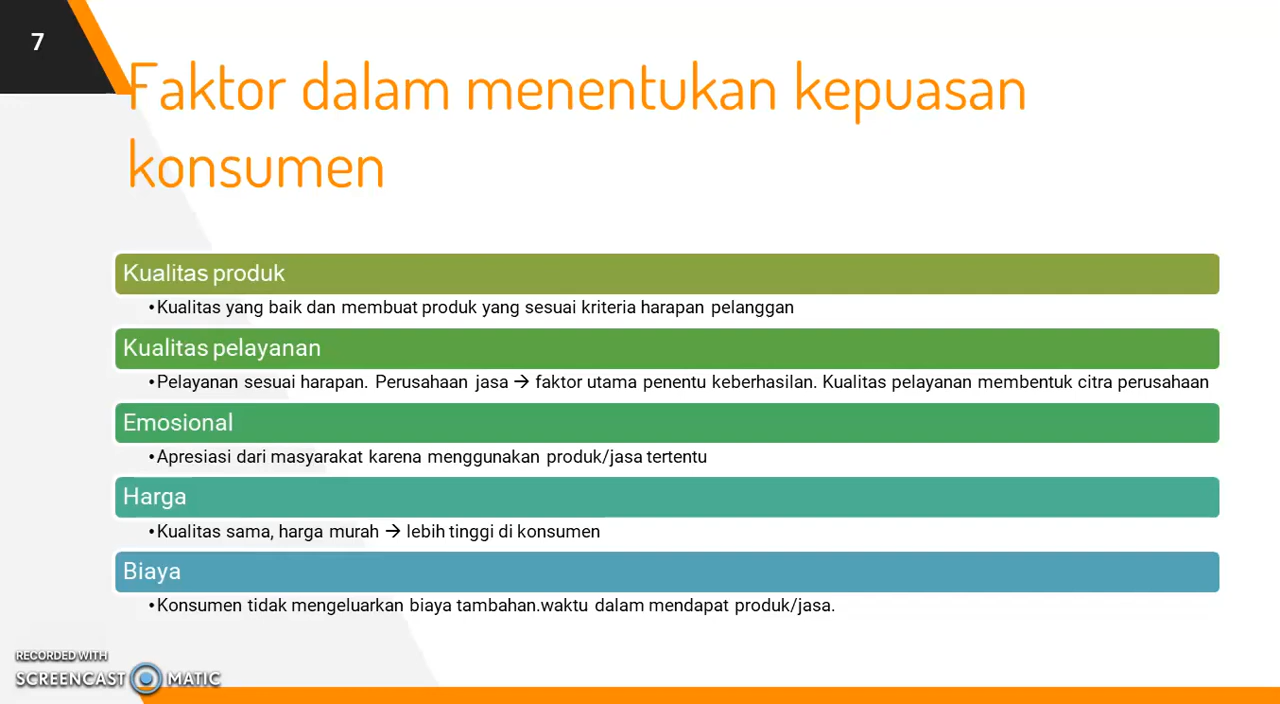 7
Faktor dalam menentukan kepuasan
konsumen
Kualitas produk
•Kualitas yang baik dan membuat produk yang sesuai kriteria harapan pelanggan
Kualitas pelayanan
•Pelayanan sesuai harapan. Perusahaan jasa → faktor utama penentu keberhasilan. Kualitas pelayanan membentuk citra perusahaan
Emosional
•Apresiasi dari masyarakat karena menggunakan produk/jasa tertentu
Harga
•Kualitas sama, harga murah → lebih tinggi di konsumen
Biaya
•Konsumen tidak mengeluarkan biaya tambahan.waktu dalam mendapat produk/jasa.
RECORDED WITH
SCREENCAST MATIC